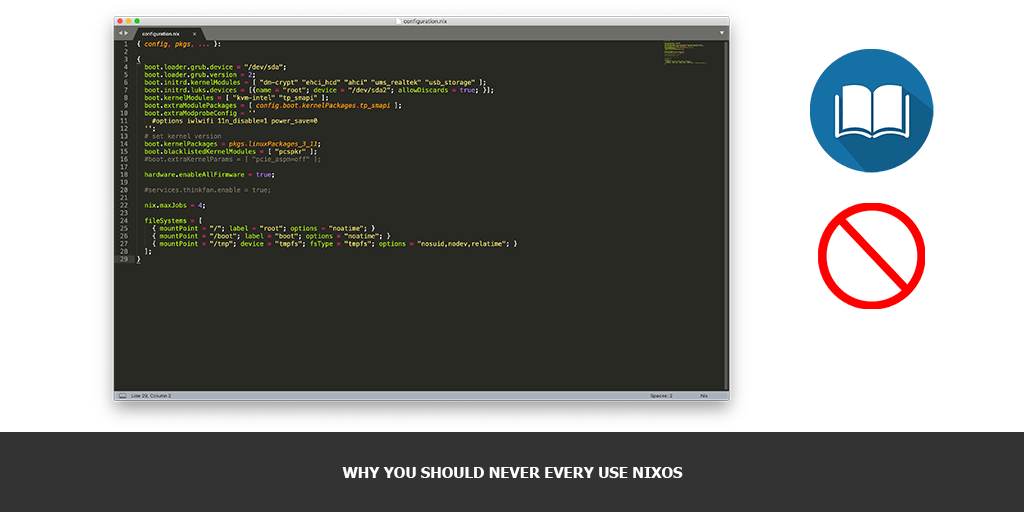 configuration.nix
configuration.nix ×
1 { config, pkgs, ... }:
2
3 {
4 boot.loader.grub.device = "/dev/sda";
5 boot.loader.grub.version = 2;
6 boot.initrd.kernelModules = [ "dm-crypt" "ehci_hcd" "ahci" "ums_realtek" "usb_storage" ];
7 boot.initrd.luks.devices = [{name = "root"; device = "/dev/sda2"; allowDiscards = true; }];
8 boot.kernelModules = [ "kvm-intel" "tp_smapi" ];
9 boot.extraModulePackages = [ config.boot.kernelPackages.tp_smapi ];
10 boot.extraModprobeConfig = ''
11 #options iwlwifi 11n_disable=1 power_save=0
12 '';
13 # set kernel version
14 boot.kernelPackages = pkgs.linuxPackages_3_11;
15 boot.blacklistedKernelModules = [ "pcspkr" ];
16 #boot.extraKernelParams = [ "pcie_aspm=off" ];
17
18 hardware.enableAllFirmware = true;
19
20 #services.thinkfan.enable = true;
21
22 nix.maxJobs = 4;
23
24 fileSystems = [
25 { mountPoint = "/"; label = "root"; options = "noatime"; }
26 { mountPoint = "/boot"; label = "boot"; options = "noatime"; }
27 { mountPoint = "/tmp"; device = "tmpfs"; fsType = "tmpfs"; options = "nosuid,nodev,relatime"; }
28 ];
29 }
Line 29, Column 2 Spaces: 2 Nix
WHY YOU SHOULD NEVER EVERY USE NIXOS